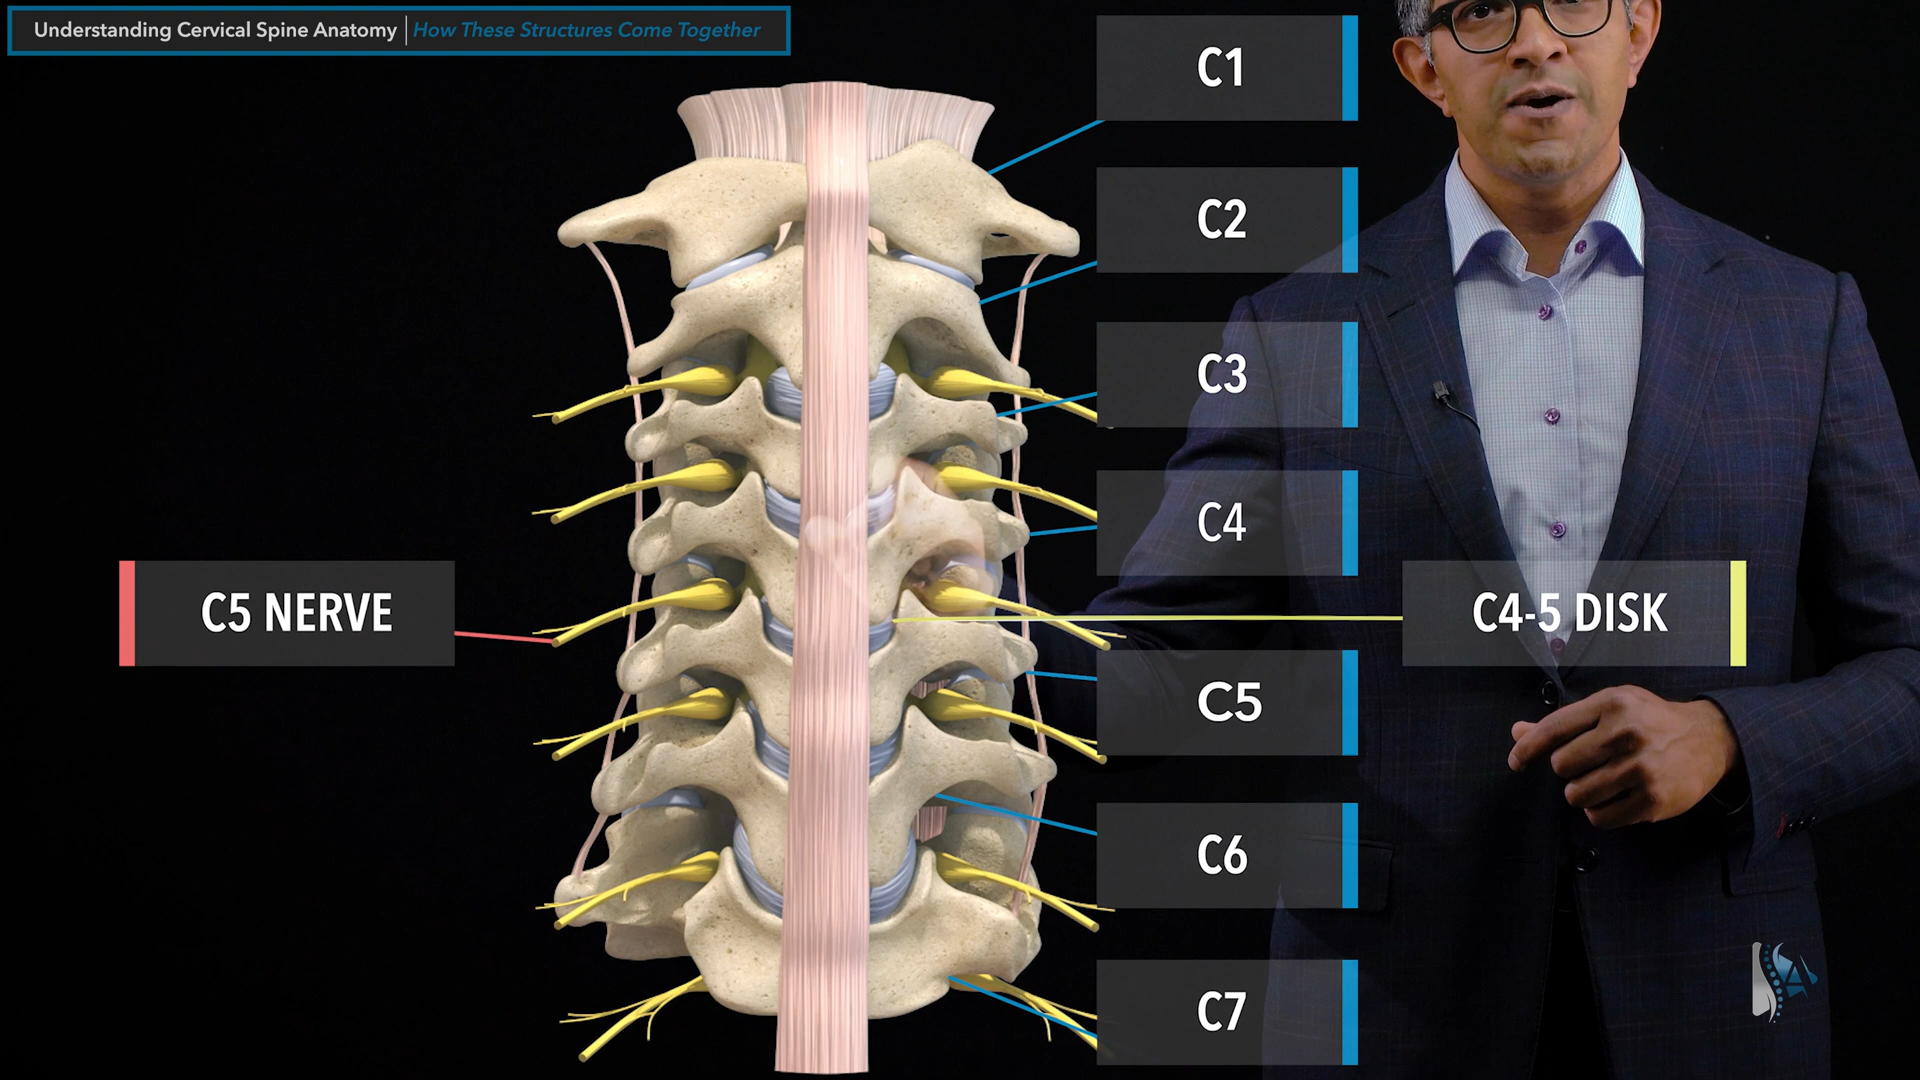 Understanding Cervical Spine Anatomy | How These Structures Come Together
C1
C2
C3
C4
C5 NERVE
C4-5 DISK
C5
C6
C7